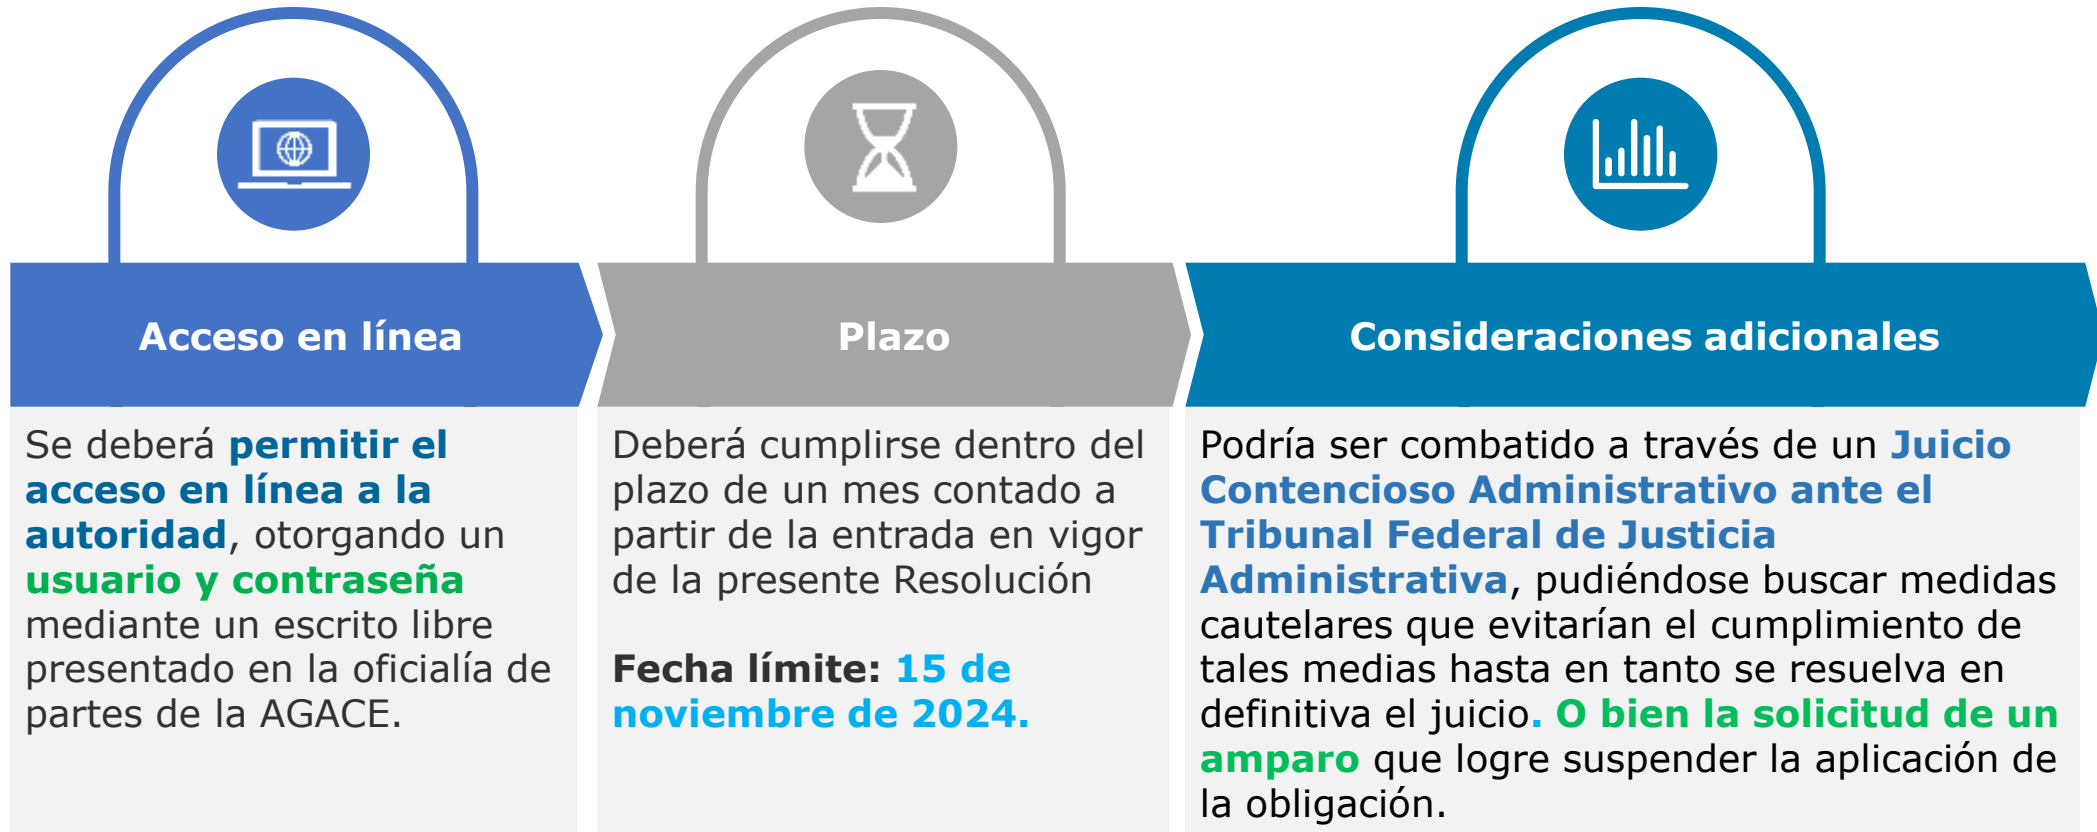 Acceso en línea
Se deberá permitir el
acceso en línea a la
autoridad, otorgando un
usuario y contraseña
mediante un escrito libre
presentado en la oficialía de
partes de la AGACE.
Plazo
Deberá cumplirse dentro del
plazo de un mes contado a
partir de la entrada en vigor
de la presente Resolución
Fecha límite: 15 de
noviembre de 2024.
Consideraciones adicionales
Podría ser combatido a través de un Juicio
Contencioso Administrativo ante el
Tribunal Federal de Justicia
Administrativa, pudiéndose buscar medidas
cautelares que evitarían el cumplimiento de
tales medias hasta en tanto se resuelva en
definitiva el juicio. O bien la solicitud de un
amparo que logre suspender la aplicación de
la obligación.